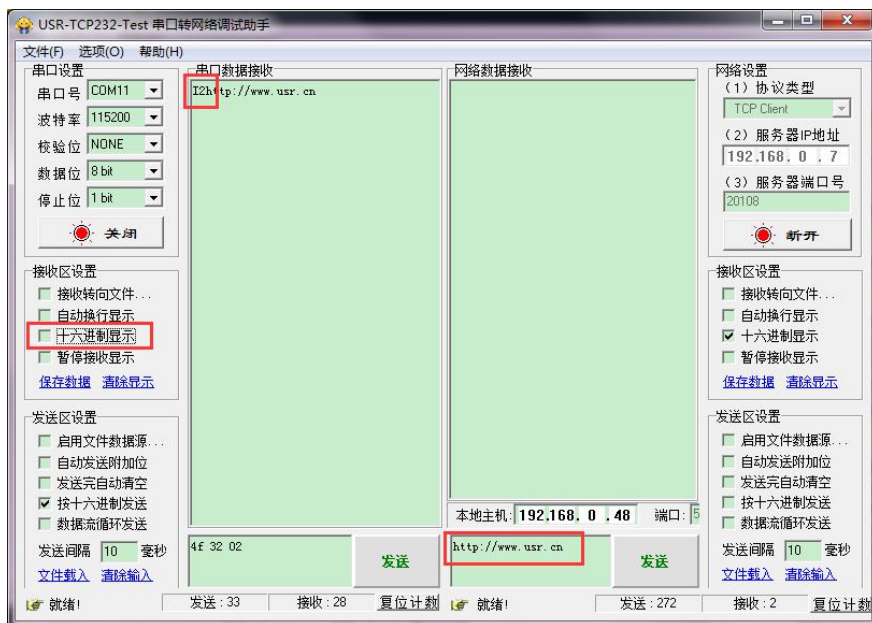 USR-TCP232-Test 串口转网络调试助手
文件(F) 选项(O) 帮助(H)
串口设置
串口号 COM11
波特率 115200
校验位 NONE
数据位 8 bit
停止位 1 bit
关闭
接收区设置
接收转向文件...
自动换行显示
十六进制显示
暂停接收显示
保存数据 清除显示
发送区设置
启用文件数据源...
自动发送附加位
发送完自动清空
按十六进制发送
数据流循环发送
发送间隔 10 毫秒
文件载入 清除输入
就绪!
串口数据接收
I2http://www.usr.cn
4f 32 02
发送
发送 : 33 接收 : 28 复位计数
网络数据接收
本地主机: 192.168. 0 .48 端口: 5
http://www.usr.cn
发送
就绪!
发送 : 272 接收 : 2 复位计数
网络设置
(1) 协议类型
TCP Client
(2) 服务器IP地址
192.168. 0 . 7
(3) 服务器端口号
20108
断开
接收区设置
接收转向文件...
自动换行显示
十六进制显示
暂停接收显示
保存数据 清除显示
发送区设置
启用文件数据源...
自动发送附加位
发送完自动清空
按十六进制发送
数据流循环发送
发送间隔 10 毫秒
文件载入 清除输入